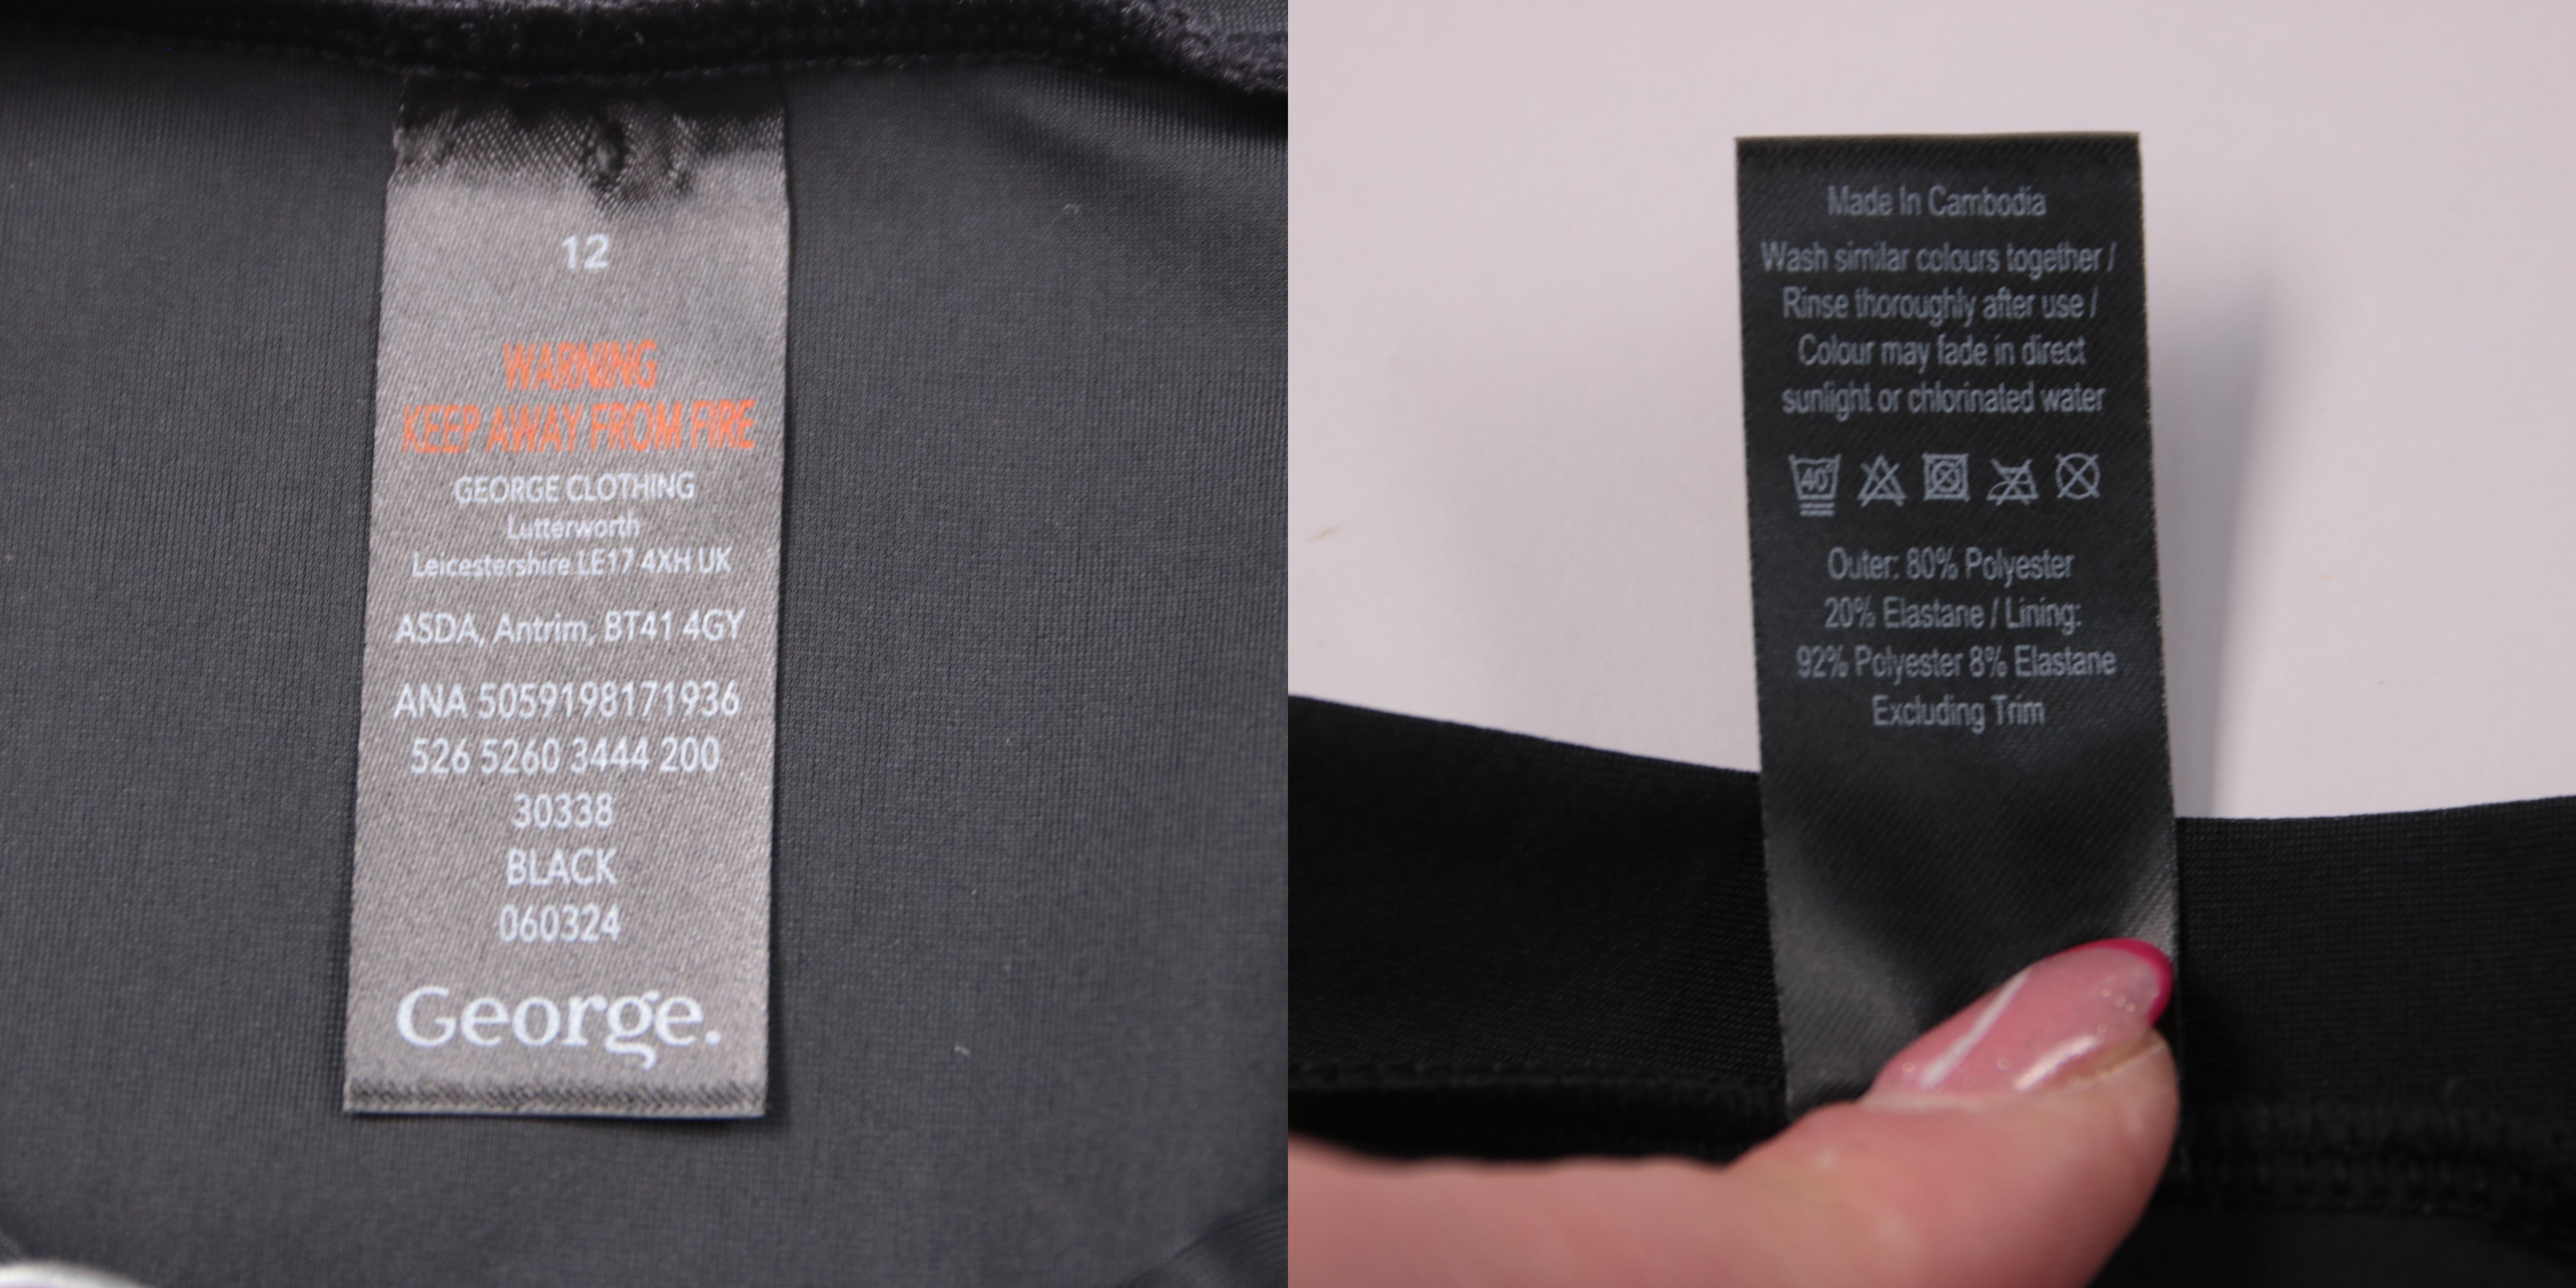 12
WARNING
KEEP AWAY FROM FIRE
GEORGE CLOTHING
Lutterworth
Leicestershire LE17 4XH UK
ASDA, Antrim, BT41 4GY
ANA 5059198171936
526 5260 3444 200
30338
BLACK
060324
George.
Made In Cambodia
Wash similar colours together /
Rinse thoroughly after use /
Colour may fade in direct
sunlight or chlorinated water
40°
Outer: 80% Polyester
20% Elastane / Lining:
92% Polyester 8% Elastane
Excluding Trim